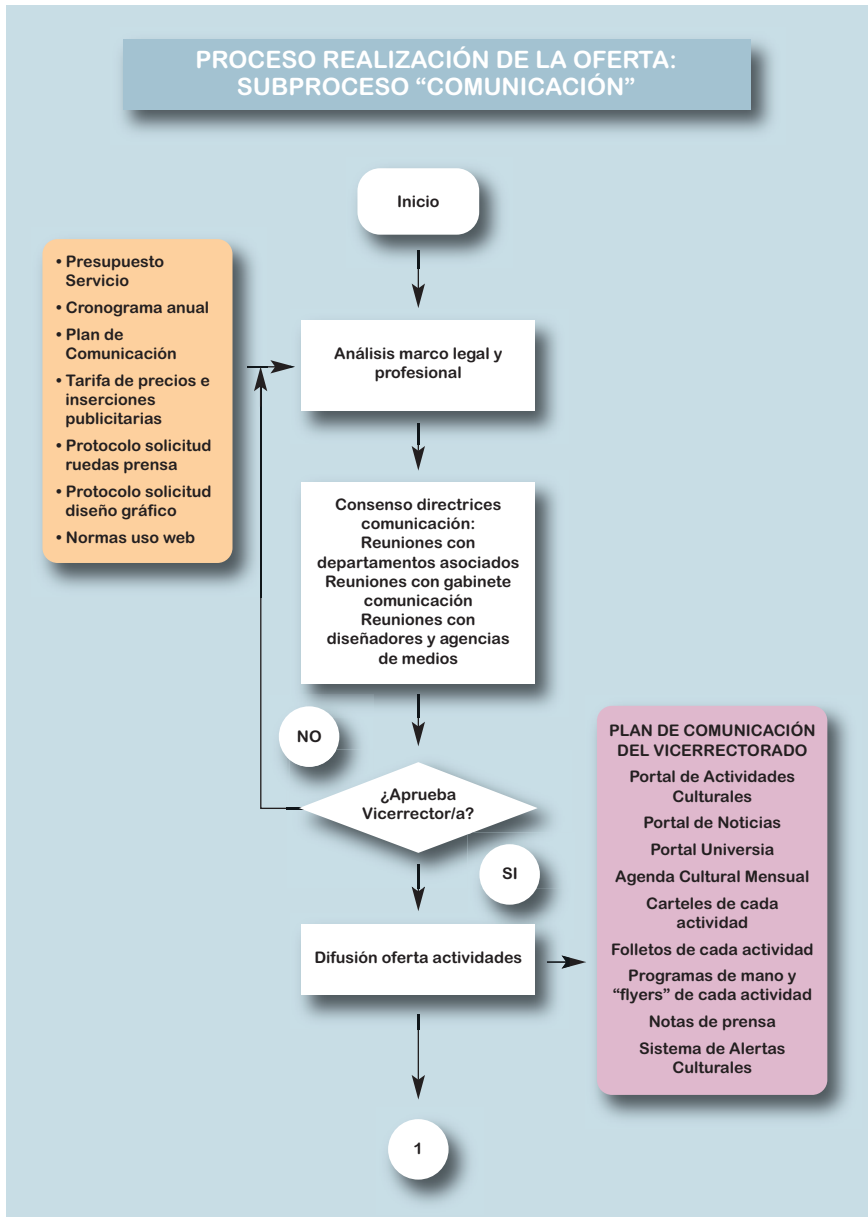 PROCESO REALIZACIÓN DE LA OFERTA:
SUBPROCESO “COMUNICACIÓN”
Inicio
• Presupuesto
Servicio
• Cronograma anual
• Plan de
Comunicación
• Tarifa de precios e
inserciones
publicitarias
• Protocolo solicitud
ruedas prensa
• Protocolo solicitud
diseño gráfico
• Normas uso web
Análisis marco legal y
profesional
Consenso directrices
comunicación:
Reuniones con
departamentos asociados
Reuniones con gabinete
comunicación
Reuniones con
diseñadores y agencias
de medios
NO
¿Aprueba
Vicerrector/a?
SI
Difusión oferta actividades
PLAN DE COMUNICACIÓN
DEL VICERRECTORADO
Portal de Actividades
Culturales
Portal de Noticias
Portal Universia
Agenda Cultural Mensual
Carteles de cada
actividad
Folletos de cada actividad
Programas de mano y
“flyers” de cada actividad
Notas de prensa
Sistema de Alertas
Culturales
1